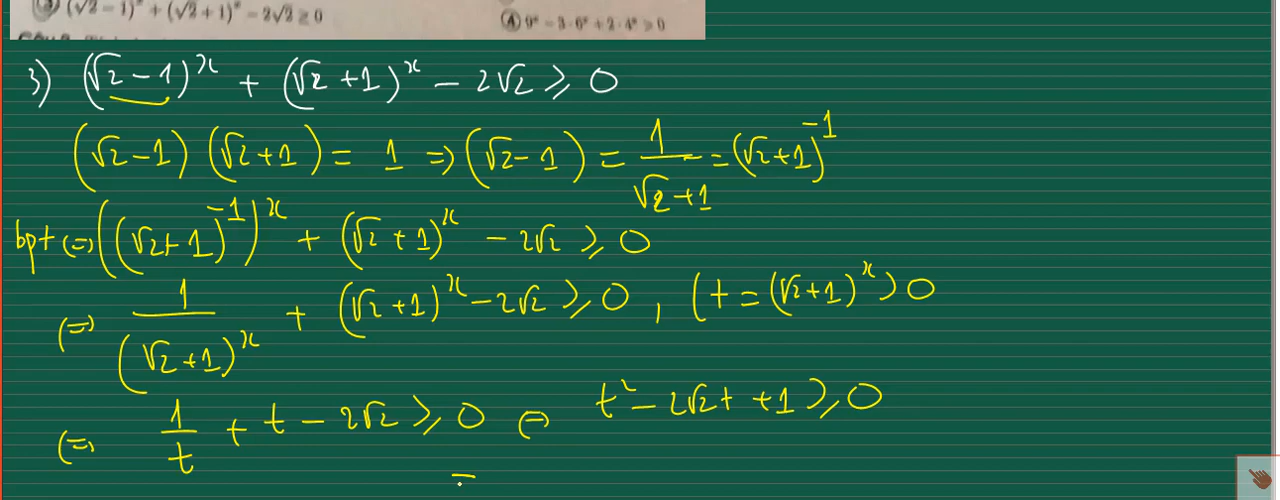 (√2 − 1)ˣ + (√2 + 1)ˣ − 2√2 ≥ 0
④ 9ˣ − 3 · 6ˣ + 2 · 4ˣ > 0
3) (√2 − 1)ˣ + (√2 + 1)ˣ − 2√2 ≥ 0
(√2 − 1) (√2 + 1) = 1 ⇒ (√2 − 1) = 1/(√2 + 1) = (√2 + 1)⁻¹
bpt (=) ((√2 + 1)⁻¹)ˣ + (√2 + 1)ˣ − 2√2 ≥ 0
(=) 1/(√2 + 1)ˣ + (√2 + 1)ˣ − 2√2 ≥ 0 , (t = (√2 + 1)ˣ > 0
(=) 1/t + t − 2√2 ≥ 0 (=) t² − 2√2t + 1 ≥ 0